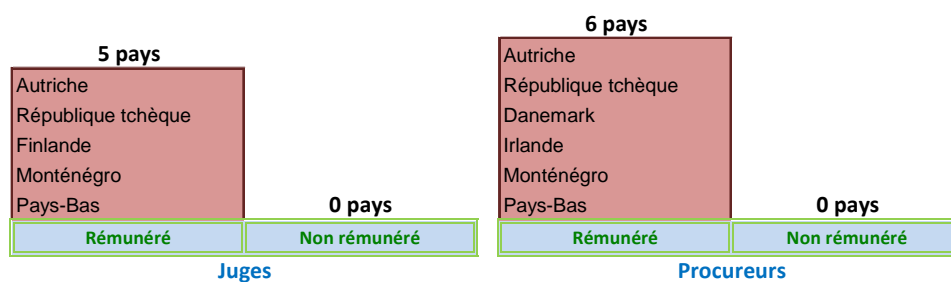 5 pays
Autriche
République tchèque
Finlande
Monténégro
Pays-Bas
0 pays
Rémunéré
Non rémunéré
Juges
6 pays
Autriche
République tchèque
Danemark
Irlande
Monténégro
Pays-Bas
0 pays
Rémunéré
Non rémunéré
Procureurs